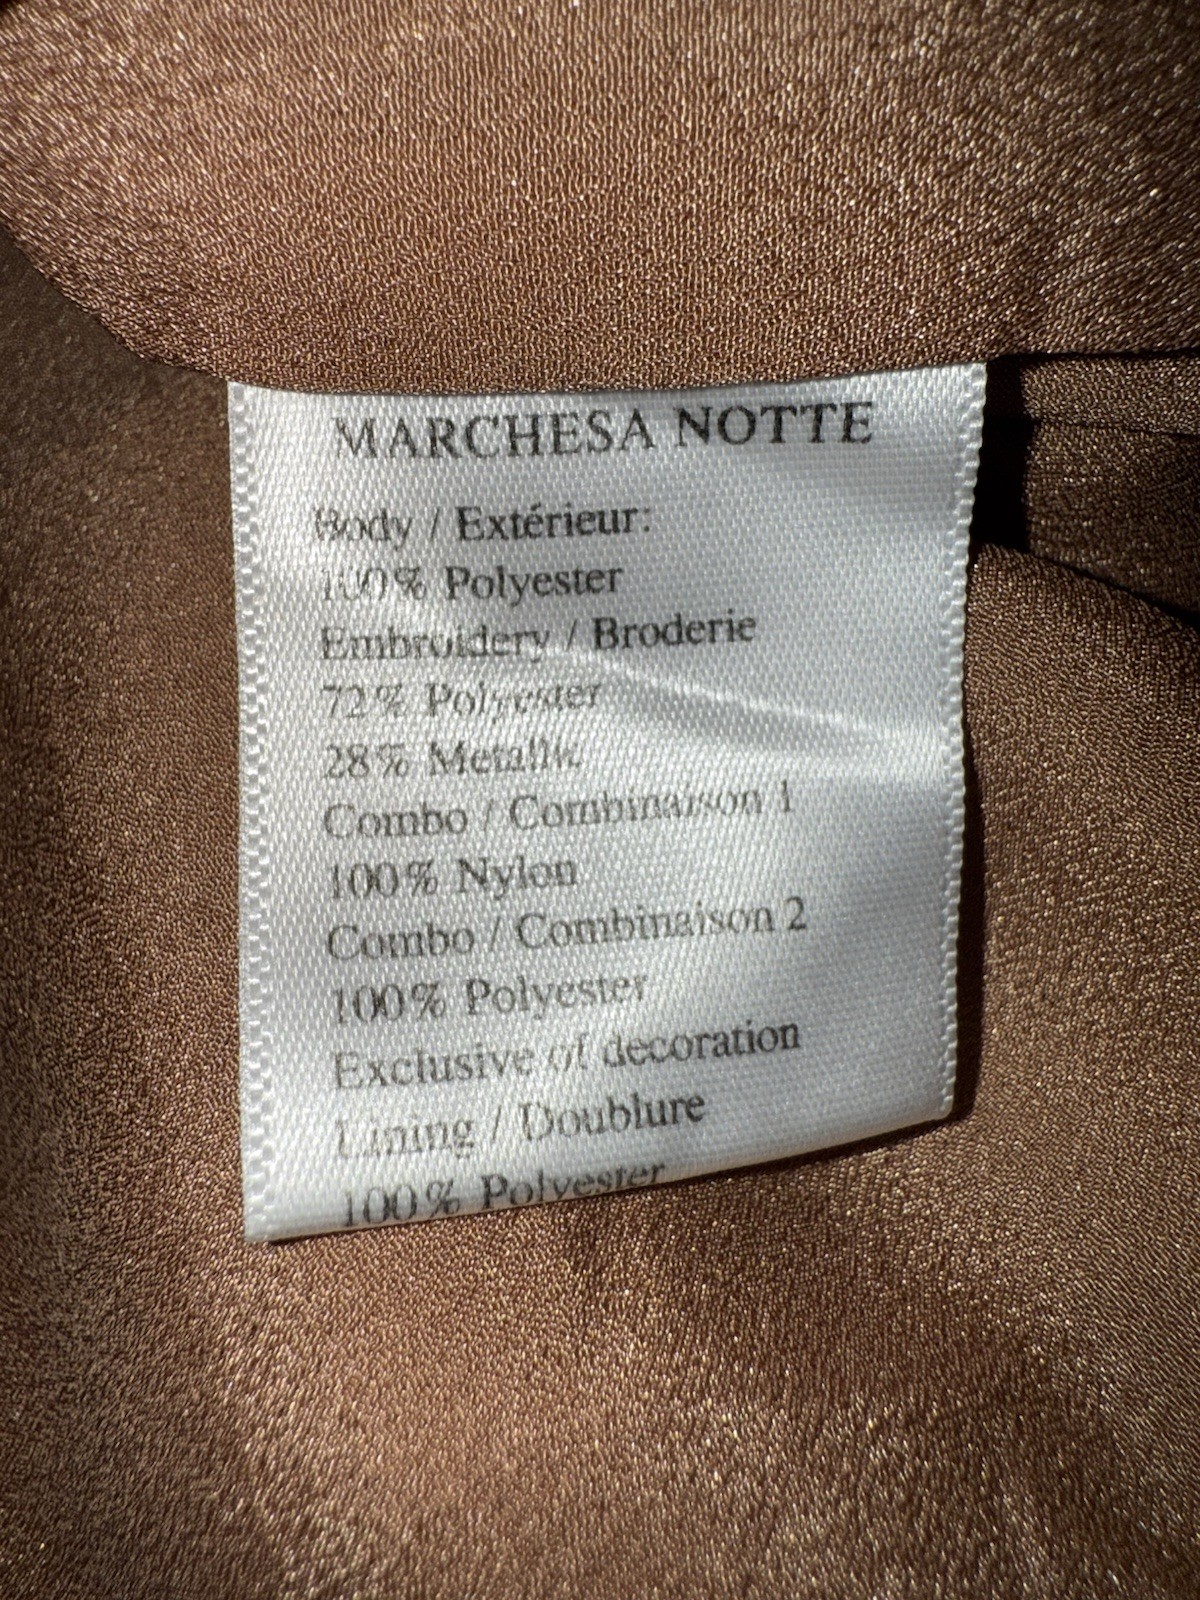 MARCHESA NOTTE
Body / Extérieur:
100% Polyester
Embroidery / Broderie
72% Polyester
28% Metallic
Combo / Combinaison 1
100% Nylon
Combo / Combinaison 2
100% Polyester
Exclusive of decoration
Lining / Doublure
100% Polyester